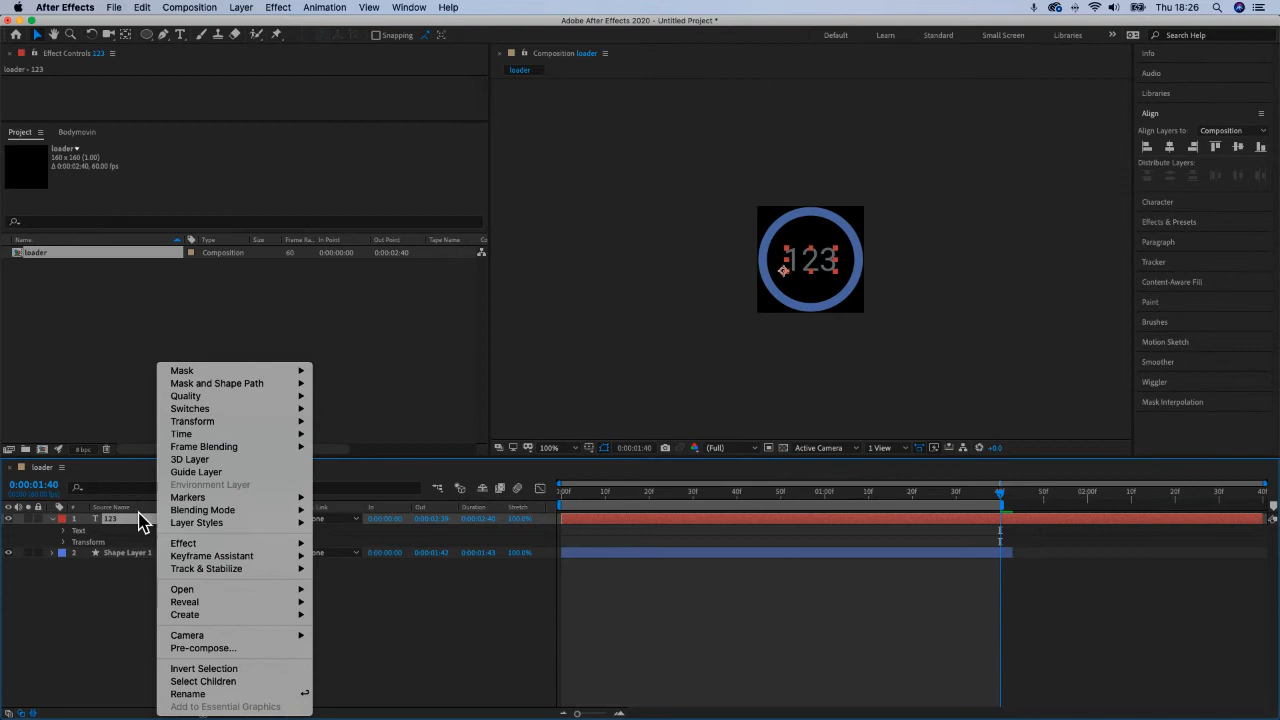 After Effects File Edit Composition Layer Effect Animation View Window Help Thu 18:26
Adobe After Effects 2020 - Untitled Project *
Snapping Default Learn Standard Small Screen Libraries Search Help
Effect Controls 123
Composition loader
loader - 123
loader
Project Bodymovin
loader
160 x 160 (1.00)
Δ 0:00:02:40, 60.00 fps
Name Type Size Frame Ra... In Point Out Point Tape Name Co
loader Composition 60 0:00:00:00 0:00:02:40
123
Info
Audio
Libraries
Align
Align Layers to: Composition
Distribute Layers:
Character
Effects & Presets
Paragraph
Tracker
Content-Aware Fill
Paint
Brushes
Motion Sketch
Smoother
Wiggler
Mask Interpolation
Mask
Mask and Shape Path
Quality
Switches
Transform
Time
Frame Blending
3D Layer
Guide Layer
Environment Layer
Markers
Blending Mode
Layer Styles
Effect
Keyframe Assistant
Track & Stabilize
Open
Reveal
Create
Camera
Pre-compose...
Invert Selection
Select Children
Rename
Add to Essential Graphics
8 bpc
100% 0:00:01:40 (Full) Active Camera 1 View +0.0
loader
0:00:01:40
# Source Name Link In Out Duration Stretch
1 T 123 one 0:00:00:00 0:00:02:39 0:00:02:40 100.0%
Text
Transform
2 Shape Layer 1 one 0:00:00:00 0:00:01:42 0:00:01:43 100.0%
:00f 10f 20f 30f 40f 50f 01:00f 10f 20f 30f 50f 02:00f 10f 20f 30f 40f